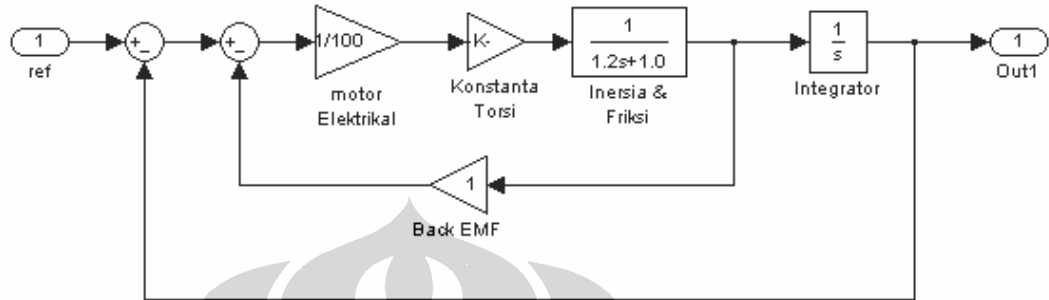 1
ref
+
−
+
−
1/100
motor
Elektrikal
K-
Konstanta
Torsi
1
1.2s+1.0
Inersia &
Friksi
1
s
Integrator
1
Out1
1
Back EMF